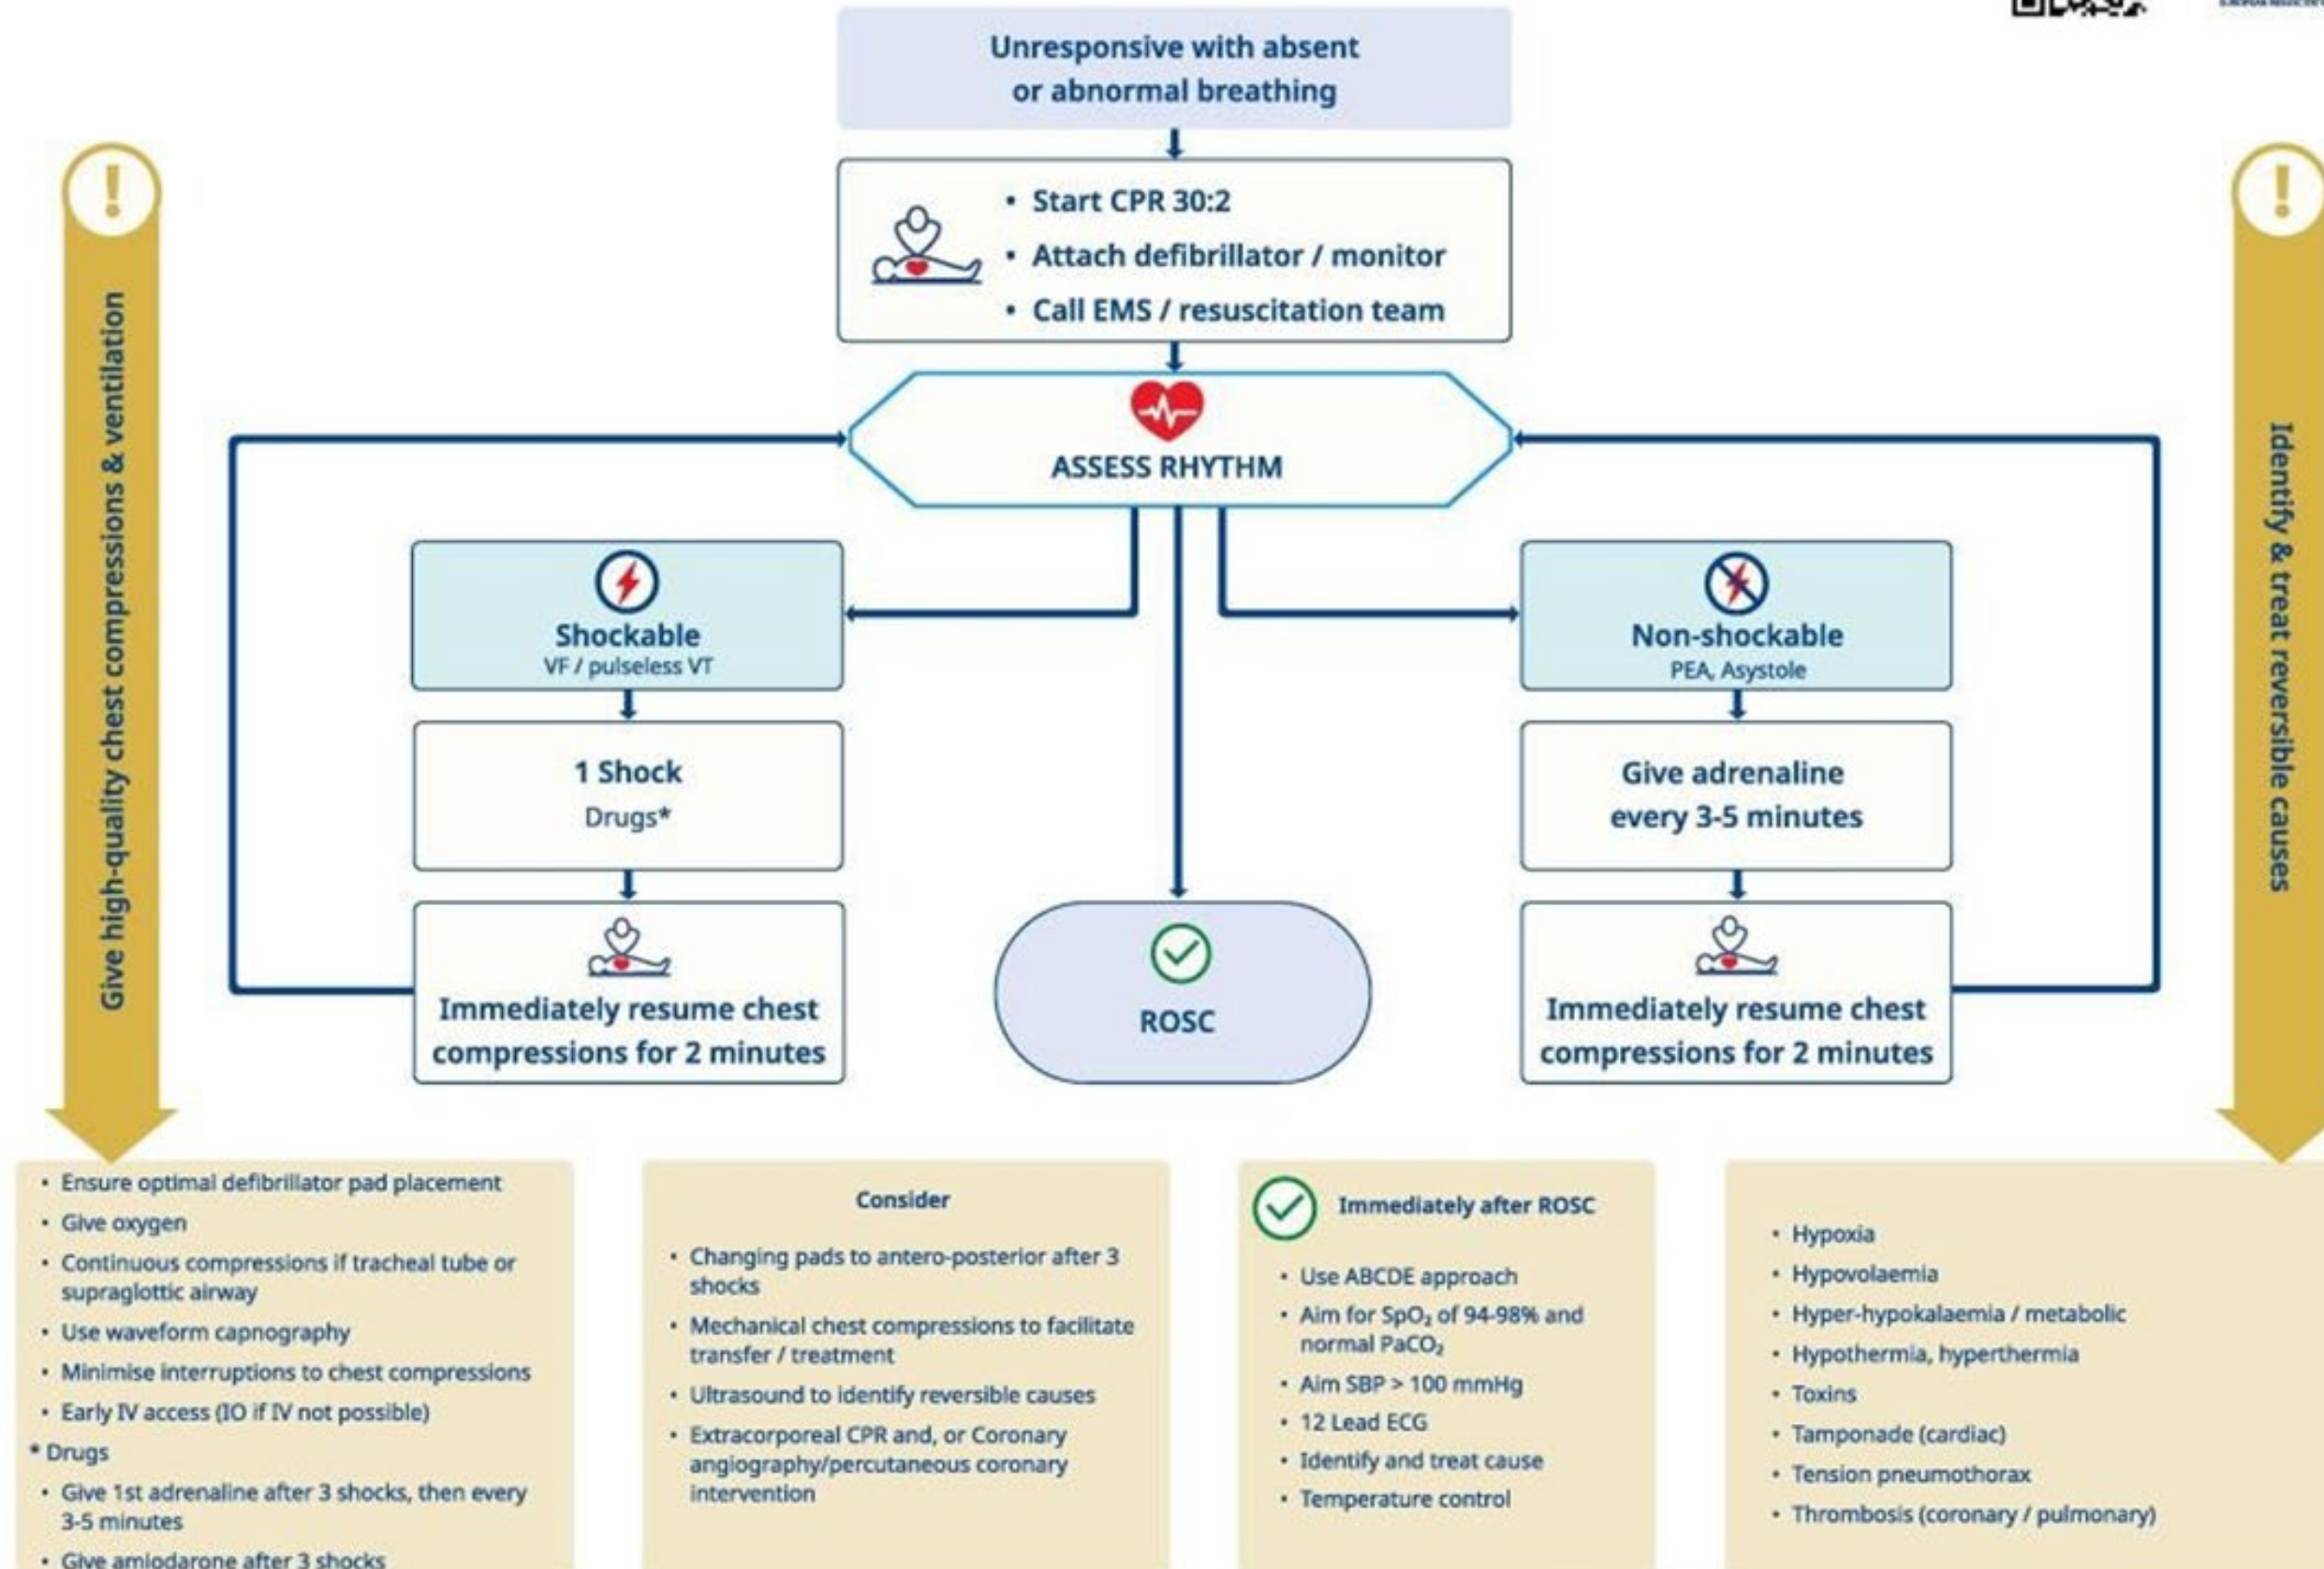 Unresponsive with absent
or abnormal breathing
• Start CPR 30:2
• Attach defibrillator / monitor
• Call EMS / resuscitation team
ASSESS RHYTHM
Give high-quality chest compressions & ventilation
Identify & treat reversible causes
Shockable
VF / pulseless VT
1 Shock
Drugs*
Immediately resume chest
compressions for 2 minutes
ROSC
Non-shockable
PEA, Asystole
Give adrenaline
every 3-5 minutes
Immediately resume chest
compressions for 2 minutes
• Ensure optimal defibrillator pad placement
• Give oxygen
• Continuous compressions if tracheal tube or
supraglottic airway
• Use waveform capnography
• Minimise interruptions to chest compressions
• Early IV access (IO if IV not possible)
* Drugs
• Give 1st adrenaline after 3 shocks, then every
3-5 minutes
• Give amiodarone after 3 shocks
Consider
• Changing pads to antero-posterior after 3
shocks
• Mechanical chest compressions to facilitate
transfer / treatment
• Ultrasound to identify reversible causes
• Extracorporeal CPR and, or Coronary
angiography/percutaneous coronary
intervention
Immediately after ROSC
• Use ABCDE approach
• Aim for SpO₂ of 94-98% and
normal PaCO₂
• Aim SBP > 100 mmHg
• 12 Lead ECG
• Identify and treat cause
• Temperature control
• Hypoxia
• Hypovolaemia
• Hyper-hypokalaemia / metabolic
• Hypothermia, hyperthermia
• Toxins
• Tamponade (cardiac)
• Tension pneumothorax
• Thrombosis (coronary / pulmonary)